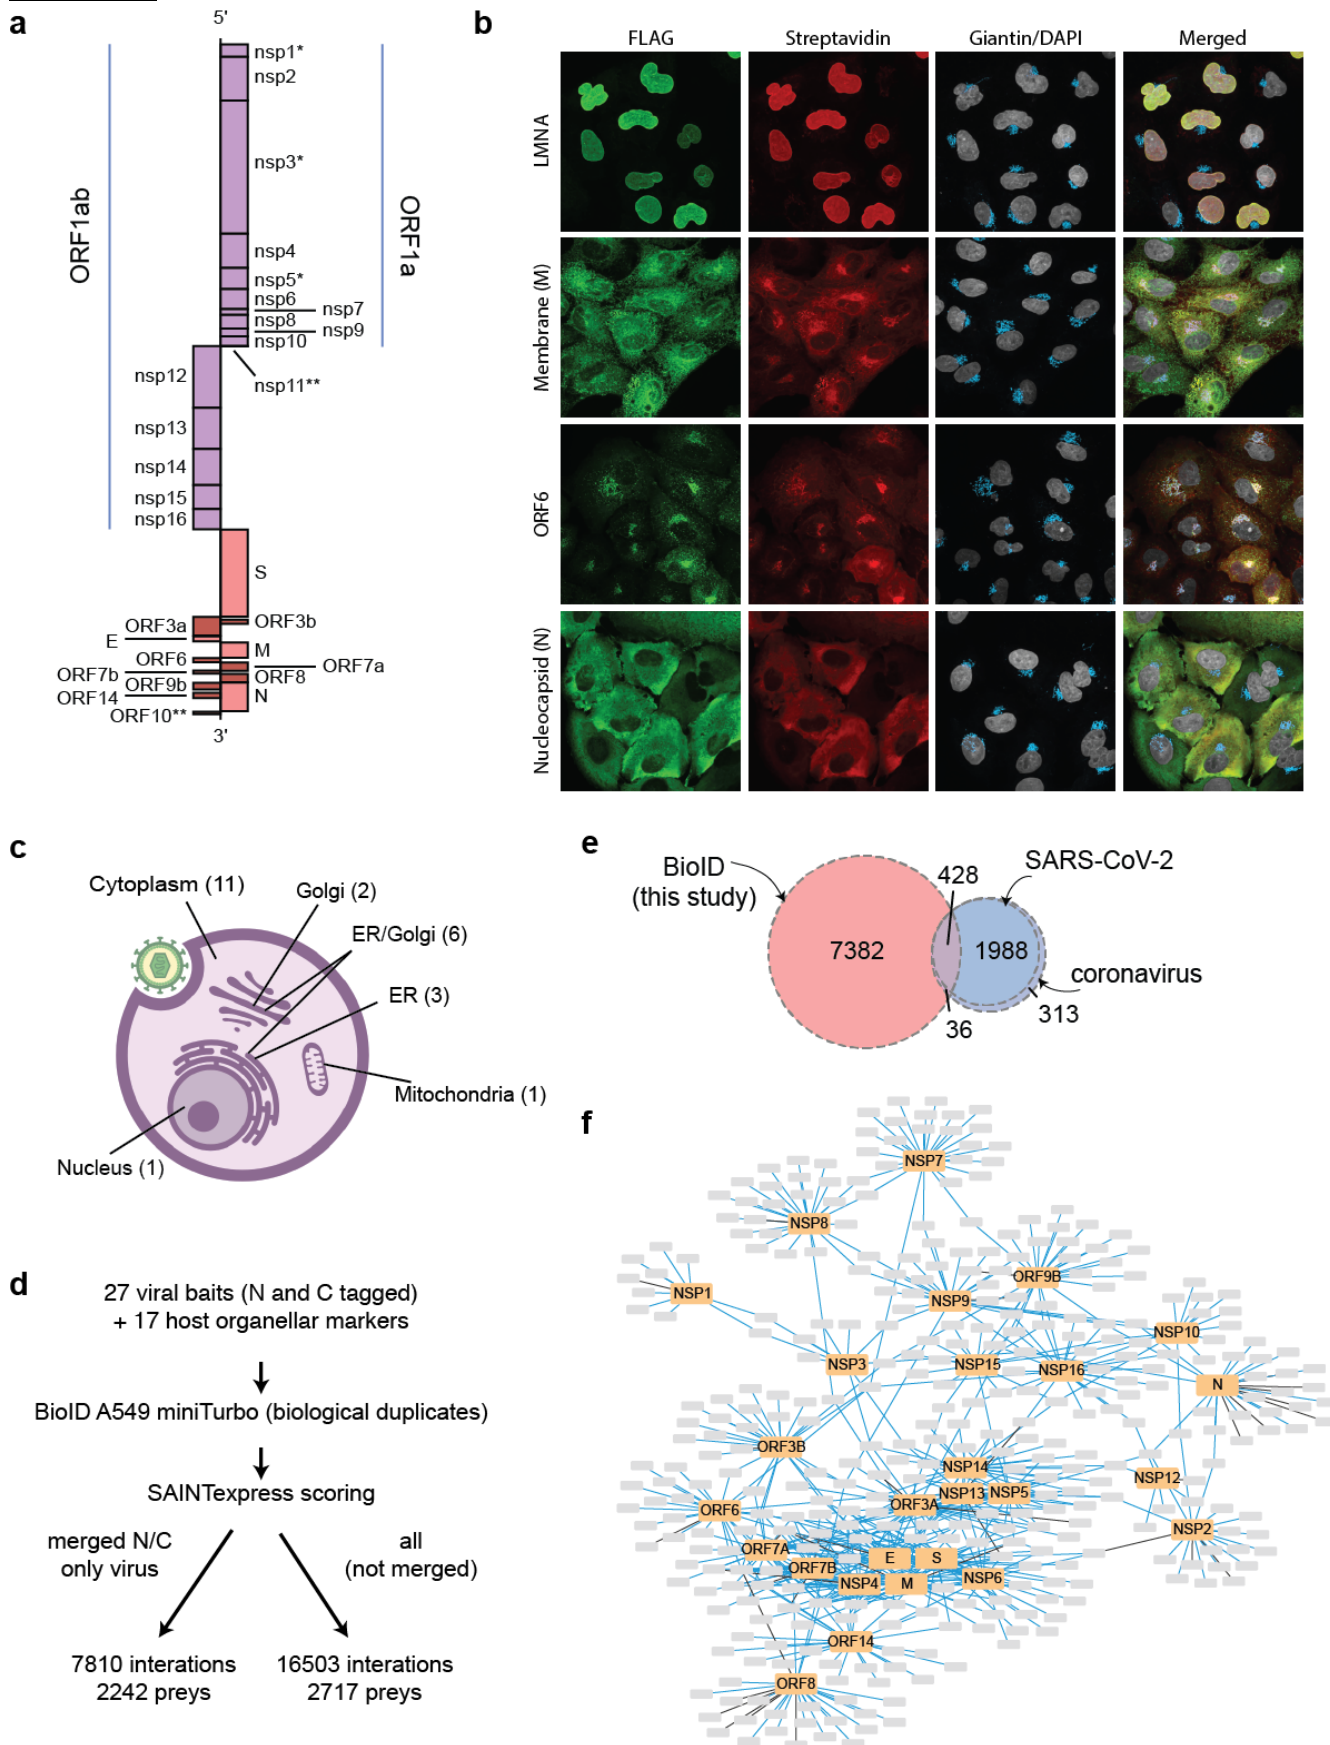 a
5'
nsp1*
nsp2
nsp3*
nsp4
nsp5*
nsp6
nsp7
nsp8
nsp9
nsp10
nsp11**
ORF1ab
ORF1a
nsp12
nsp13
nsp14
nsp15
nsp16
S
ORF3a
ORF3b
E
M
ORF6
ORF7a
ORF7b
ORF8
ORF9b
N
ORF14
ORF10**
3'
b
FLAG
Streptavidin
Giantin/DAPI
Merged
LMNA
Membrane (M)
ORF6
Nucleocapsid (N)
c
Cytoplasm (11)
Golgi (2)
ER/Golgi (6)
ER (3)
Mitochondria (1)
Nucleus (1)
d
27 viral baits (N and C tagged)
+ 17 host organellar markers
BioID A549 miniTurbo (biological duplicates)
SAINTexpress scoring
merged N/C
only virus
all
(not merged)
7810 interations
2242 preys
16503 interations
2717 preys
e
BioID
(this study)
428
SARS-CoV-2
7382
1988
coronavirus
36
313
f
NSP7
NSP8
NSP1
ORF9B
NSP9
NSP10
NSP3
NSP15
NSP16
N
ORF3B
NSP14
NSP12
NSP13
NSP5
ORF3A
ORF6
NSP2
ORF7A
E
S
ORF7B
NSP4
M
NSP6
ORF14
ORF8